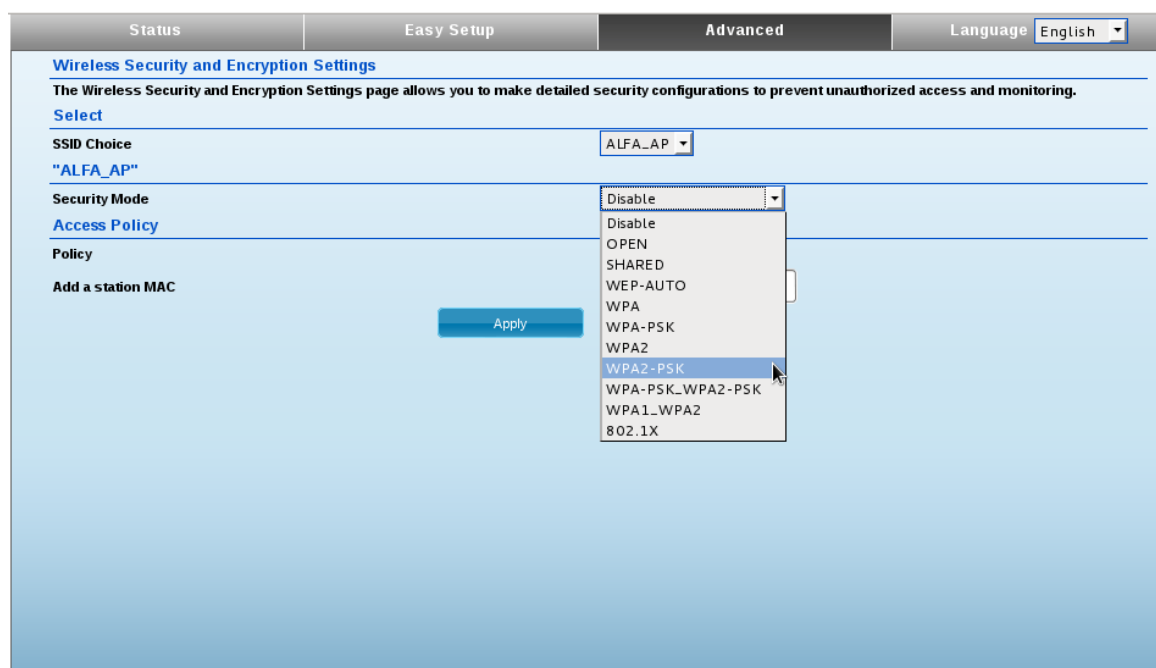 Status Easy Setup Advanced Language English
Wireless Security and Encryption Settings
The Wireless Security and Encryption Settings page allows you to make detailed security configurations to prevent unauthorized access and monitoring.
Select
SSID Choice ALFA_AP
"ALFA_AP"
Security Mode Disable
Access Policy
Policy
Add a station MAC
Apply
Disable
OPEN
SHARED
WEP-AUTO
WPA
WPA-PSK
WPA2
WPA2-PSK
WPA-PSK_WPA2-PSK
WPA1_WPA2
802.1X